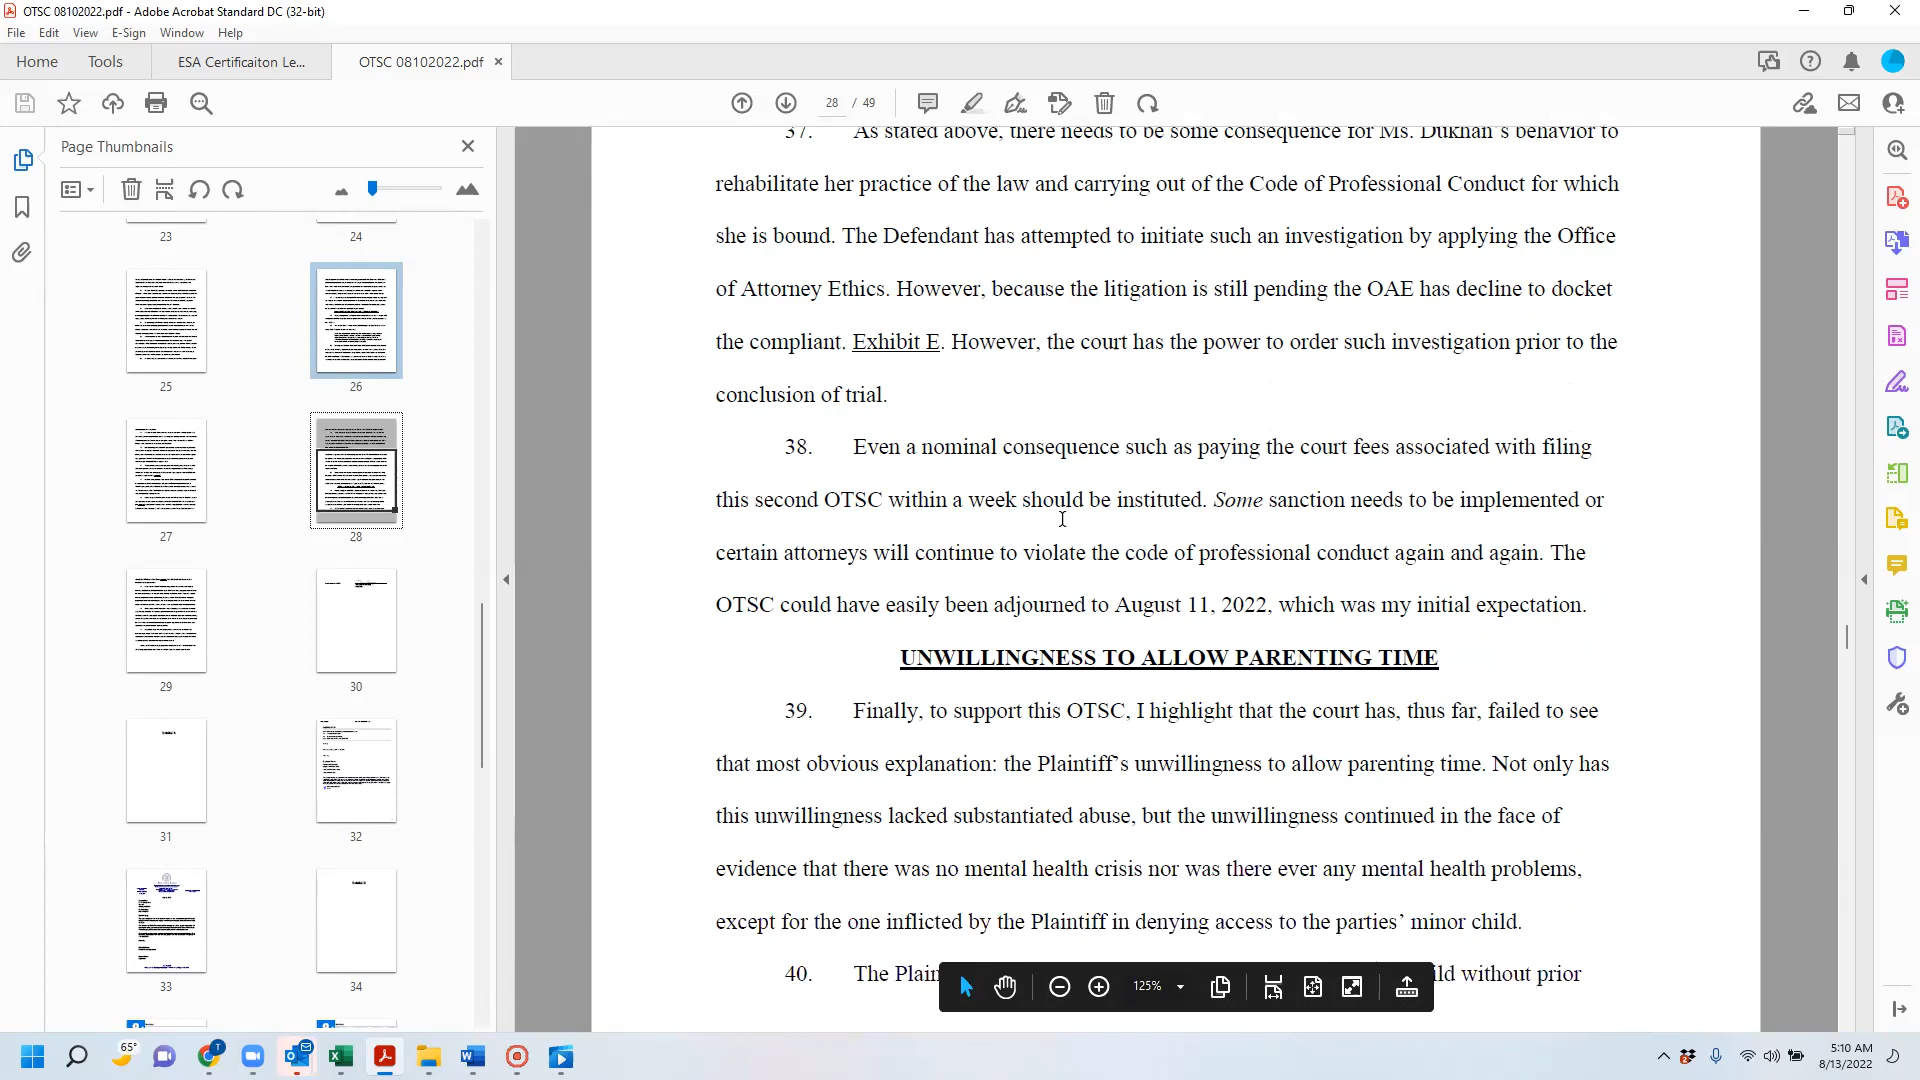 OTSC 08102022.pdf - Adobe Acrobat Standard DC (32-bit)
File Edit View E-Sign Window Help
Home Tools ESA Certificaiton Le... OTSC 08102022.pdf
28 / 49
Page Thumbnails
23 24
25 26
27 28
29 30
31 32
33 34
37. As stated above, there needs to be some consequence for Ms. Dukhan's behavior to
rehabilitate her practice of the law and carrying out of the Code of Professional Conduct for which
she is bound. The Defendant has attempted to initiate such an investigation by applying the Office
of Attorney Ethics. However, because the litigation is still pending the OAE has decline to docket
the compliant. Exhibit E. However, the court has the power to order such investigation prior to the
conclusion of trial.
38. Even a nominal consequence such as paying the court fees associated with filing
this second OTSC within a week should be instituted. Some sanction needs to be implemented or
certain attorneys will continue to violate the code of professional conduct again and again. The
OTSC could have easily been adjourned to August 11, 2022, which was my initial expectation.
UNWILLINGNESS TO ALLOW PARENTING TIME
39. Finally, to support this OTSC, I highlight that the court has, thus far, failed to see
that most obvious explanation: the Plaintiff's unwillingness to allow parenting time. Not only has
this unwillingness lacked substantiated abuse, but the unwillingness continued in the face of
evidence that there was no mental health crisis nor was there ever any mental health problems,
except for the one inflicted by the Plaintiff in denying access to the parties' minor child.
40. The Plain ild without prior
125%
65°
5:10 AM
8/13/2022